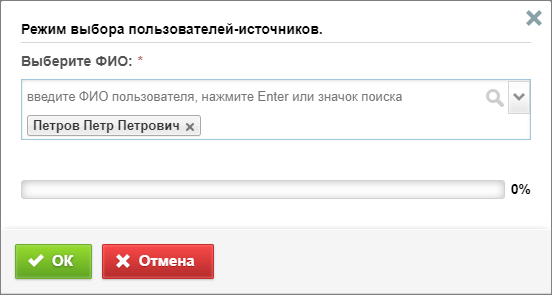 Режим выбора пользователей-источников.
Выберите ФИО: *
введите ФИО пользователя, нажмите Enter или значок поиска
Петров Петр Петрович
0%
ОК
Отмена